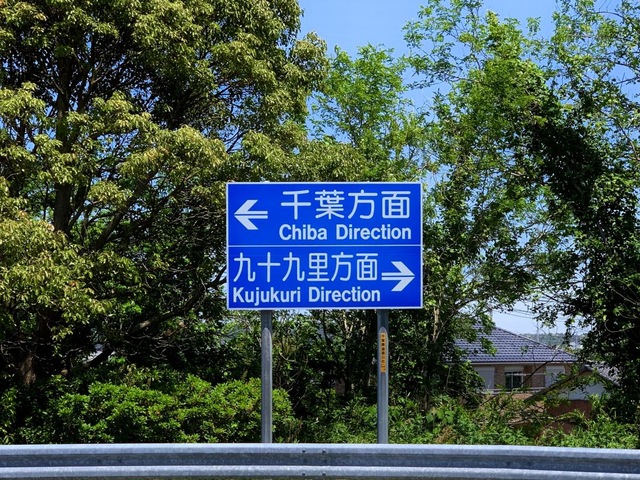 千葉方面
Chiba Direction
九十九里方面
Kujukuri Direction